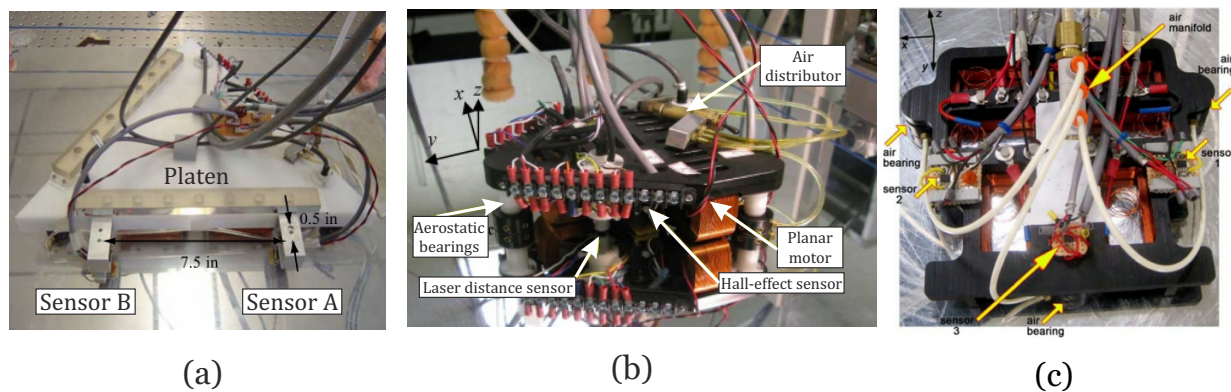 Platen
0.5 in
7.5 in
Sensor B
Sensor A
(a)
x
z
y
Air
distributor
Aerostatic
bearings
Laser distance sensor
Hall-effect sensor
Planar
motor
(b)
z
x
y
air
manifold
air
bearing
air
bearing
sensor
1
sensor
2
sensor
3
air
bearing
(c)